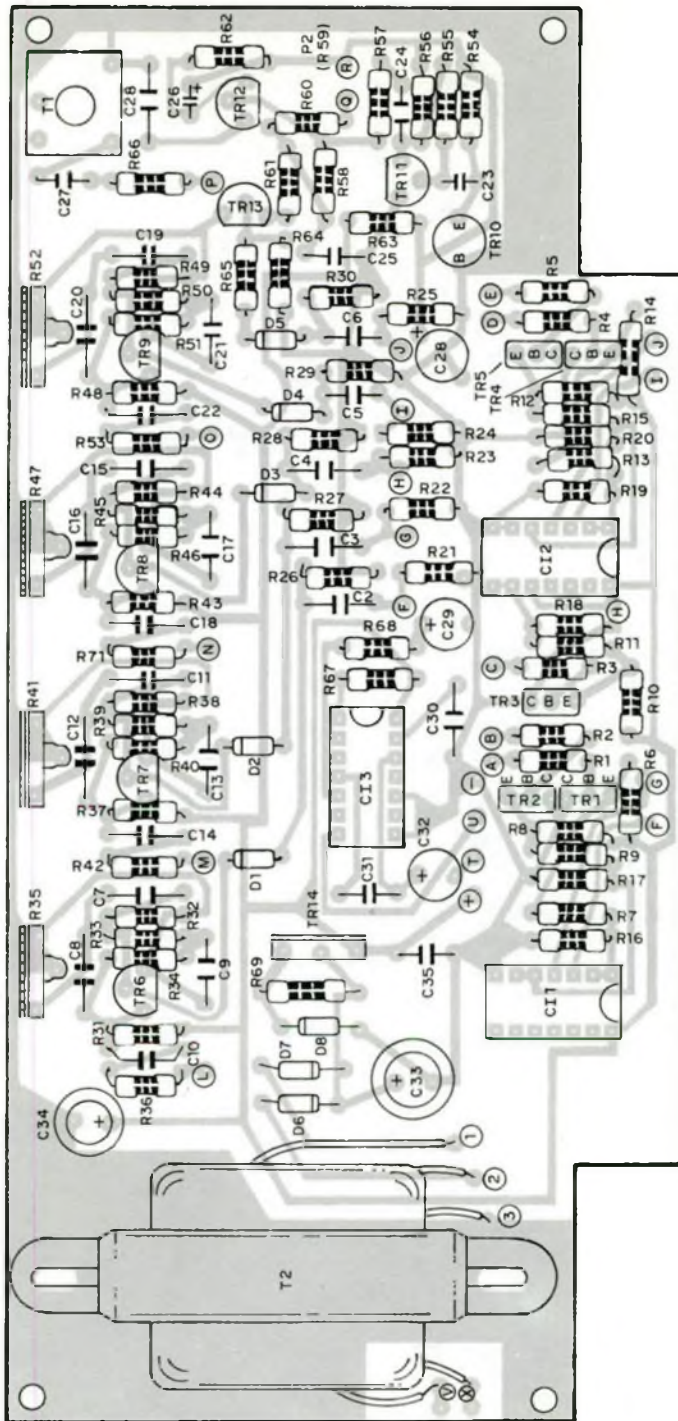 R62
P2
(R59)
R
Q
R57
C24
R56
R55
R54
T1
C28
C26
+
TR12
R60
C27
R66
P
TR13
R61
R58
TR11
C23
R63
B E
TR10
R52
C20
C19
R49
R50
R51
TR9
C21
R65
R64
C25
R30
D5
C6
R25
+
C28
J
E
D
R5
R4
TR5
TR4
E B C
C B E
R14
J
I
R48
C22
R53
O
R29
C5
D4
R28
I
R24
R23
R12
R15
R20
R13
R19
R47
C16
C15
R44
R45
R46
TR8
C17
D3
C4
R27
C3
H
G
R22
CI2
R43
C18
R26
C2
F
R21
+
C29
R71
N
C11
R68
R67
R18
H
R11
C
R3
TR3
C B E
R10
R41
C12
R38
R39
R40
TR7
C13
D2
CI3
C30
B
A
R2
R1
E B C
C B E
TR2
TR1
R6
G
F
R37
C14
R42
M
D1
C31
C32
+
-
U
T
+
R8
R9
R17
R7
R16
R35
C8
C7
R32
R33
R34
TR6
C9
TR14
R69
C35
CI1
R31
C10
R36
L
D8
D7
D6
C33
+
C34
+
1
2
3
T2
V
X